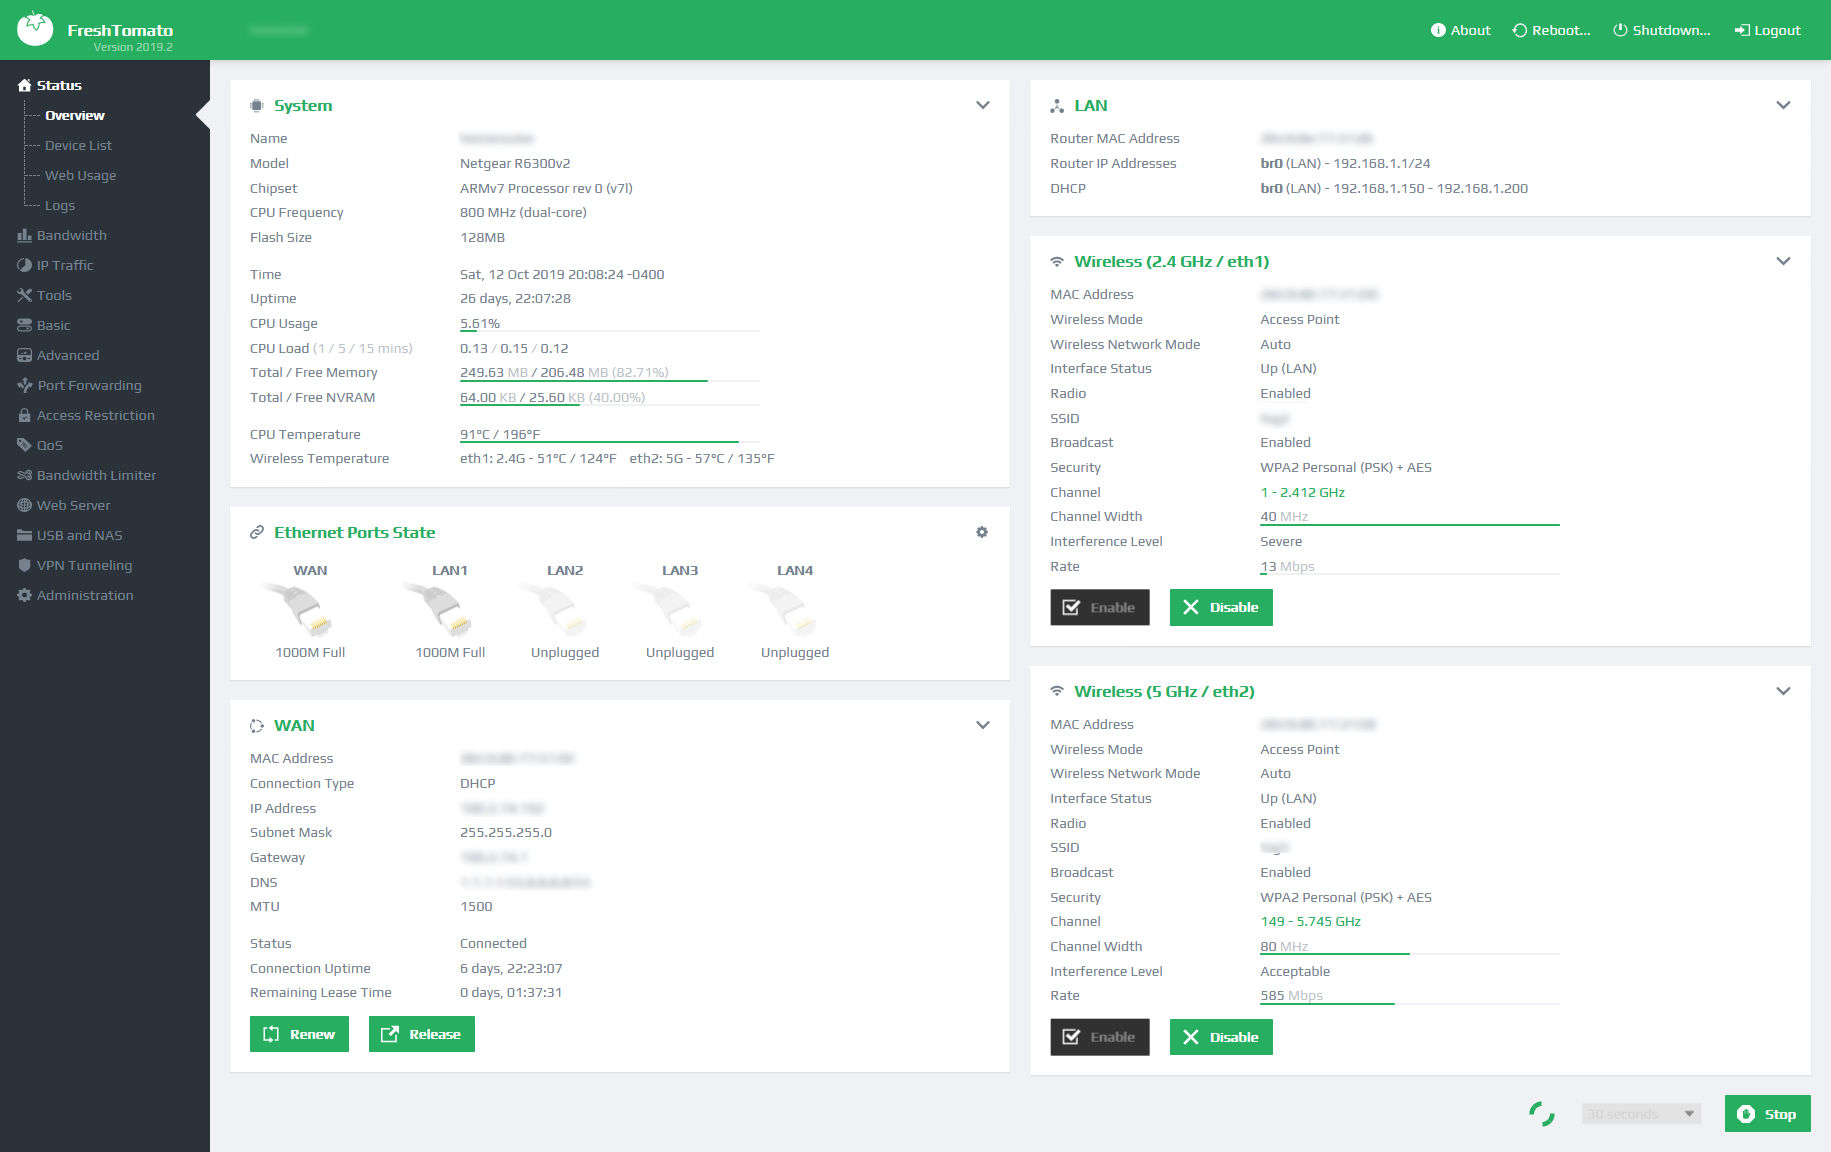 FreshTomato
Version 2019.2
About
Reboot...
Shutdown...
Logout
Status
Overview
Device List
Web Usage
Logs
Bandwidth
IP Traffic
Tools
Basic
Advanced
Port Forwarding
Access Restriction
QoS
Bandwidth Limiter
Web Server
USB and NAS
VPN Tunneling
Administration
System
Name
Model Netgear R6300v2
Chipset ARMv7 Processor rev 0 (v7l)
CPU Frequency 800 MHz (dual-core)
Flash Size 128MB
Time Sat, 12 Oct 2019 20:08:24 -0400
Uptime 26 days, 22:07:28
CPU Usage 5.61%
CPU Load (1 / 5 / 15 mins) 0.13 / 0.15 / 0.12
Total / Free Memory 249.63 MB / 206.48 MB (82.71%)
Total / Free NVRAM 64.00 KB / 25.60 KB (40.00%)
CPU Temperature 91°C / 196°F
Wireless Temperature eth1: 2.4G - 51°C / 124°F eth2: 5G - 57°C / 135°F
Ethernet Ports State
WAN LAN1 LAN2 LAN3 LAN4
1000M Full 1000M Full Unplugged Unplugged Unplugged
WAN
MAC Address
Connection Type DHCP
IP Address
Subnet Mask 255.255.255.0
Gateway
DNS
MTU 1500
Status Connected
Connection Uptime 6 days, 22:23:07
Remaining Lease Time 0 days, 01:37:31
Renew Release
LAN
Router MAC Address
Router IP Addresses br0 (LAN) - 192.168.1.1/24
DHCP br0 (LAN) - 192.168.1.150 - 192.168.1.200
Wireless (2.4 GHz / eth1)
MAC Address
Wireless Mode Access Point
Wireless Network Mode Auto
Interface Status Up (LAN)
Radio Enabled
SSID
Broadcast Enabled
Security WPA2 Personal (PSK) + AES
Channel 1 - 2.412 GHz
Channel Width 40 MHz
Interference Level Severe
Rate 13 Mbps
Enable Disable
Wireless (5 GHz / eth2)
MAC Address
Wireless Mode Access Point
Wireless Network Mode Auto
Interface Status Up (LAN)
Radio Enabled
SSID
Broadcast Enabled
Security WPA2 Personal (PSK) + AES
Channel 149 - 5.745 GHz
Channel Width 80 MHz
Interference Level Acceptable
Rate 585 Mbps
Enable Disable
30 seconds Stop